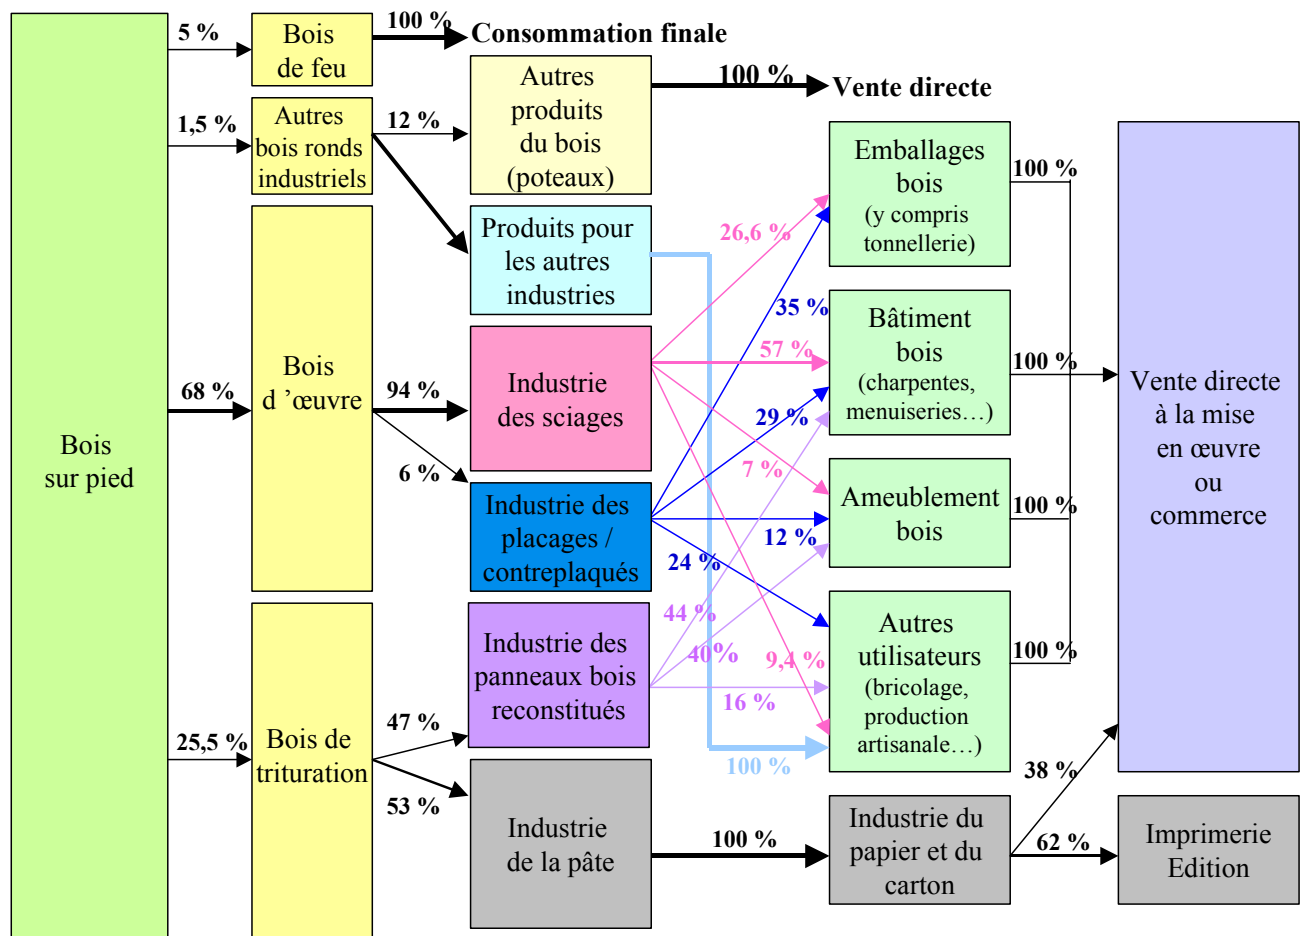 Bois
sur pied
5 %
1,5 %
68 %
25,5 %
Bois
de feu
Autres
bois ronds
industriels
Bois
d ’œuvre
Bois de
trituration
100 %
12 %
94 %
6 %
47 %
53 %
Consommation finale
Autres
produits
du bois
(poteaux)
Produits pour
les autres
industries
Industrie
des sciages
Industrie des
placages /
contreplaqués
Industrie des
panneaux bois
reconstitués
Industrie
de la pâte
100 %
26,6 %
35 %
57 %
29 %
7 %
12 %
24 %
44 %
40%
9,4 %
16 %
100 %
100 %
Vente directe
Emballages
bois
(y compris
tonnellerie)
Bâtiment
bois
(charpentes,
menuiseries…)
Ameublement
bois
Autres
utilisateurs
(bricolage,
production
artisanale…)
Industrie du
papier et du
carton
100 %
100 %
100 %
100 %
38 %
62 %
Vente directe
à la mise
en œuvre
ou
commerce
Imprimerie
Edition